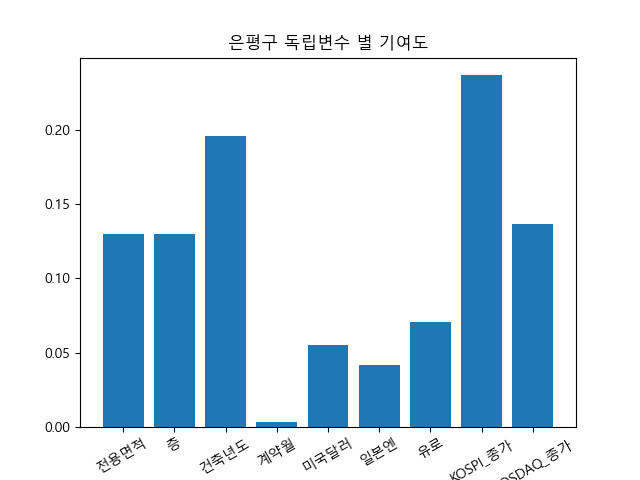 은평구 독립변수 별 기여도
0.20
0.15
0.10
0.05
0.00
전용면적
층
건축년도
계약월
미국달러
일본엔
유로
KOSPI_종가
OSDAQ_종가